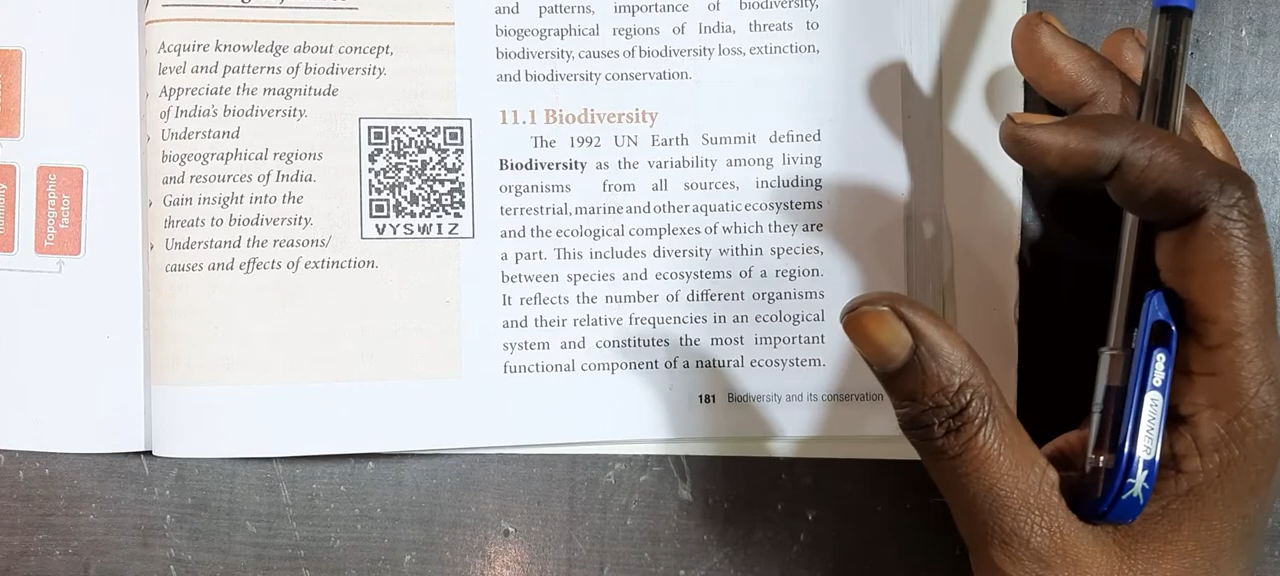 Acquire knowledge about concept,
level and patterns of biodiversity.
Appreciate the magnitude
of India's biodiversity.
Understand
biogeographical regions
and resources of India.
Gain insight into the
threats to biodiversity.
Understand the reasons/
causes and effects of extinction.
VYSWIZ
Topographic
factor
and patterns, importance of biodiversity,
biogeographical regions of India, threats to
biodiversity, causes of biodiversity loss, extinction,
and biodiversity conservation.
11.1 Biodiversity
The 1992 UN Earth Summit defined
Biodiversity as the variability among living
organisms from all sources, including
terrestrial, marine and other aquatic ecosystems
and the ecological complexes of which they are
a part. This includes diversity within species,
between species and ecosystems of a region.
It reflects the number of different organisms
and their relative frequencies in an ecological
system and constitutes the most important
functional component of a natural ecosystem.
181 Biodiversity and its conservation
cello WINNER